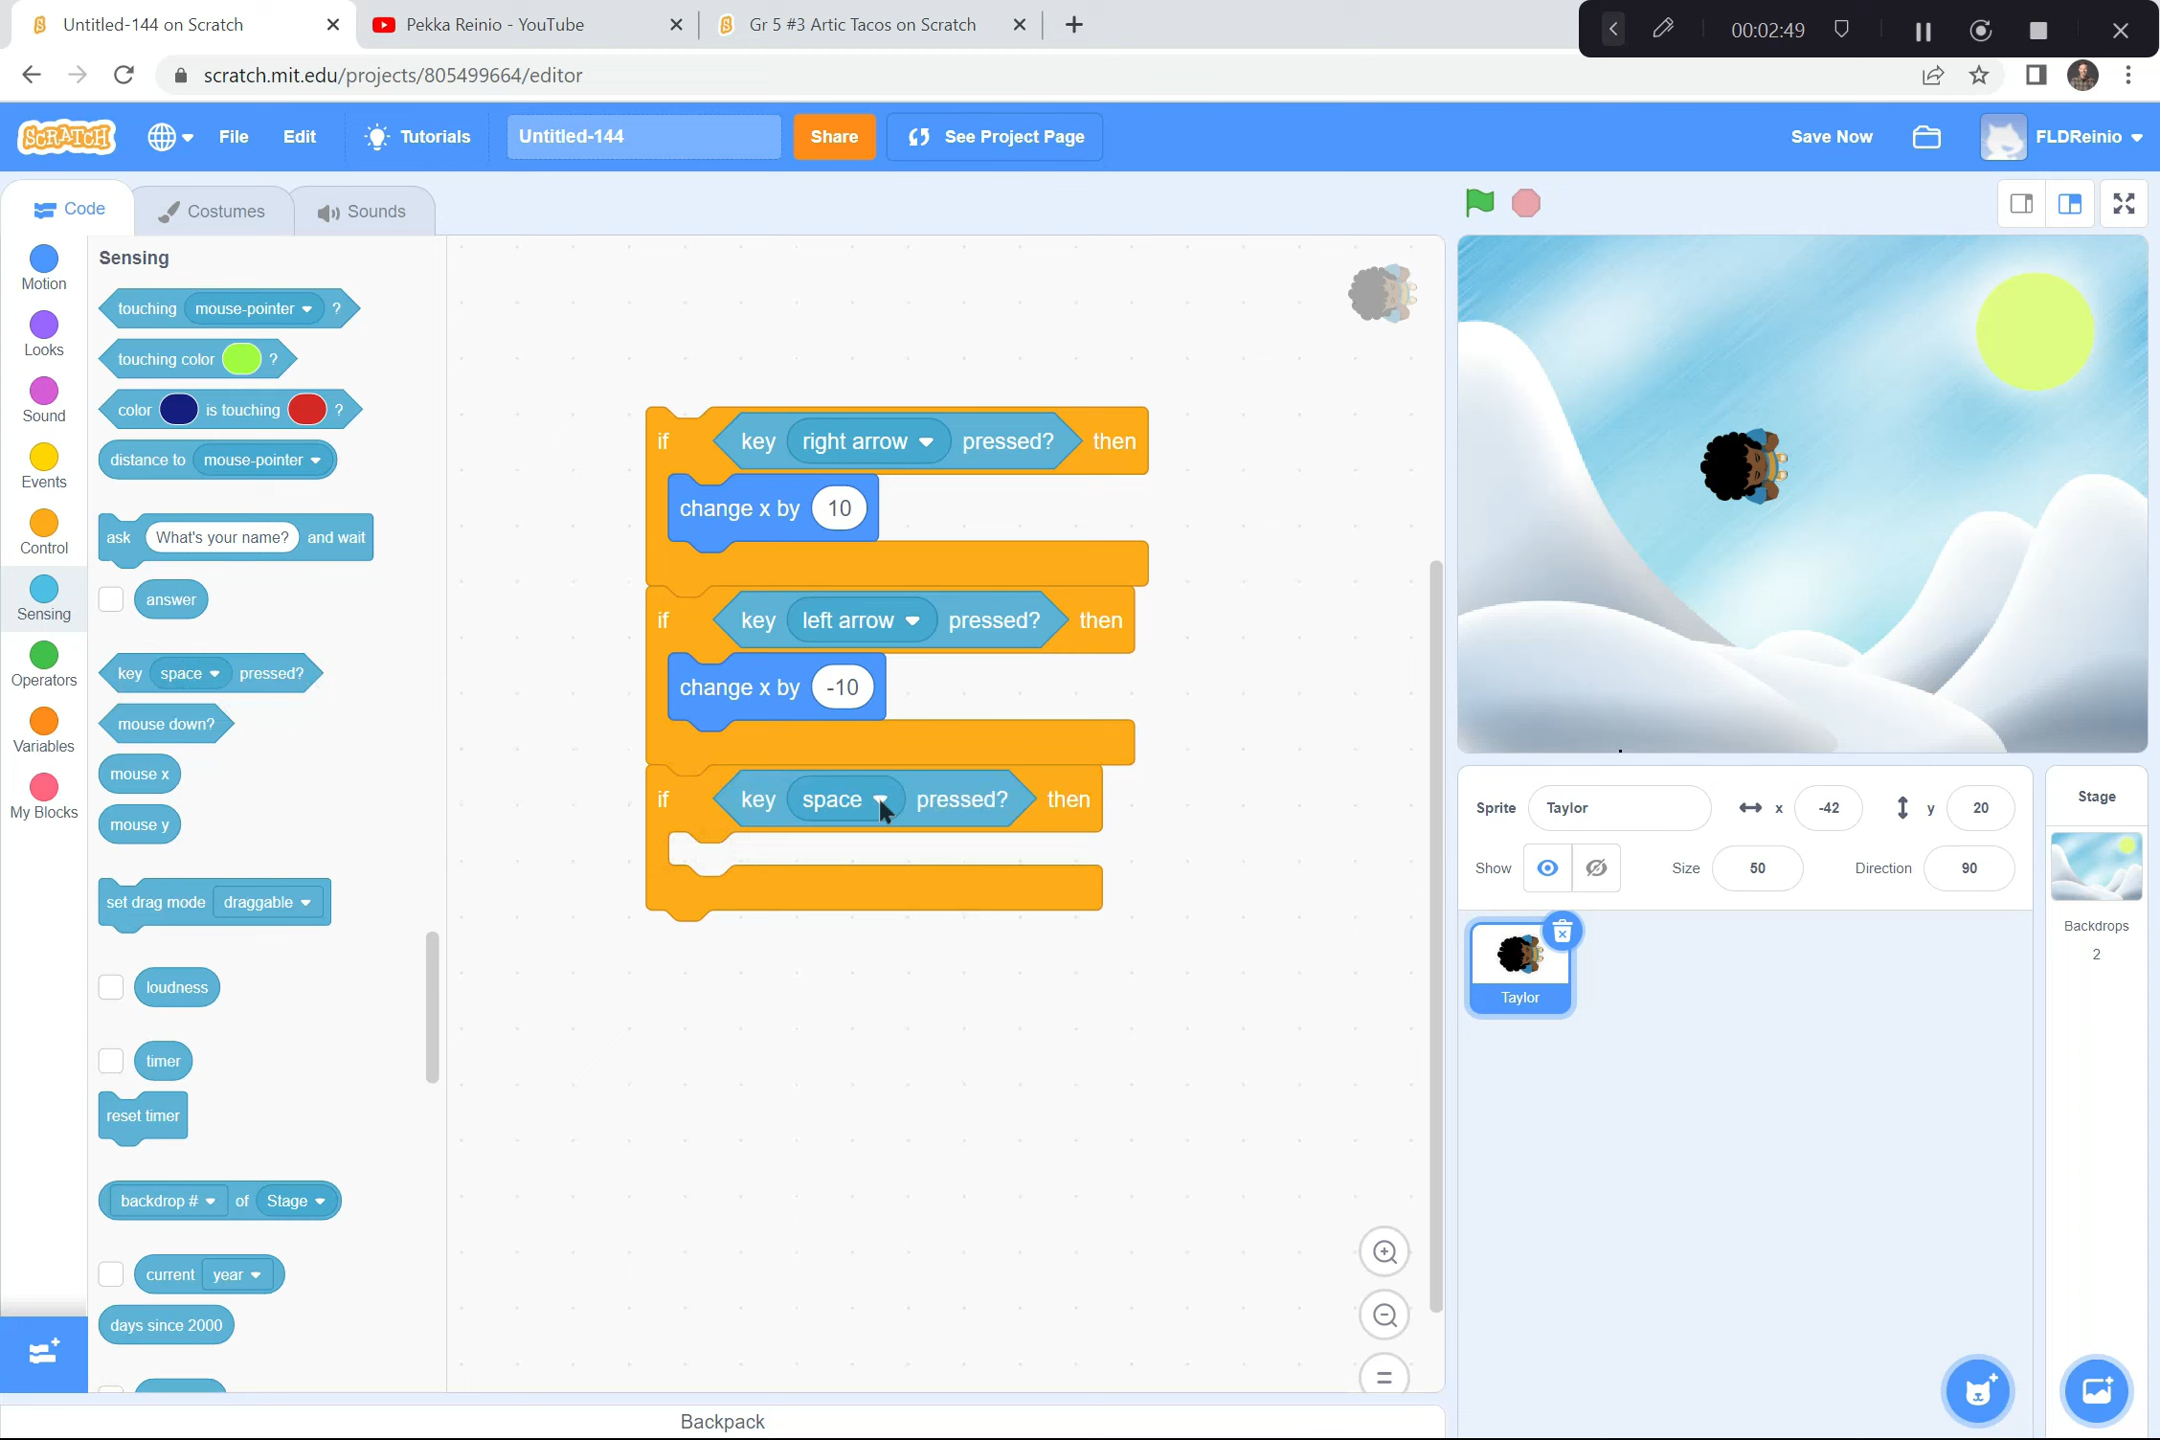 Untitled-144 on Scratch
Pekka Reinio - YouTube
Gr 5 #3 Artic Tacos on Scratch
00:02:49
scratch.mit.edu/projects/805499664/editor
SCRATCH
File
Edit
Tutorials
Untitled-144
Share
See Project Page
Save Now
FLDReinio
Code
Costumes
Sounds
Motion
Looks
Sound
Events
Control
Sensing
Operators
Variables
My Blocks
Sensing
touching mouse-pointer ?
touching color ?
color is touching ?
distance to mouse-pointer
ask What's your name? and wait
answer
key space pressed?
mouse down?
mouse x
mouse y
set drag mode draggable
loudness
timer
reset timer
backdrop # of Stage
current year
days since 2000
if key right arrow pressed? then
change x by 10
if key left arrow pressed? then
change x by -10
if key space pressed? then
Backpack
Sprite Taylor x -42 y 20
Show Size 50 Direction 90
Taylor
Stage
Backdrops
2